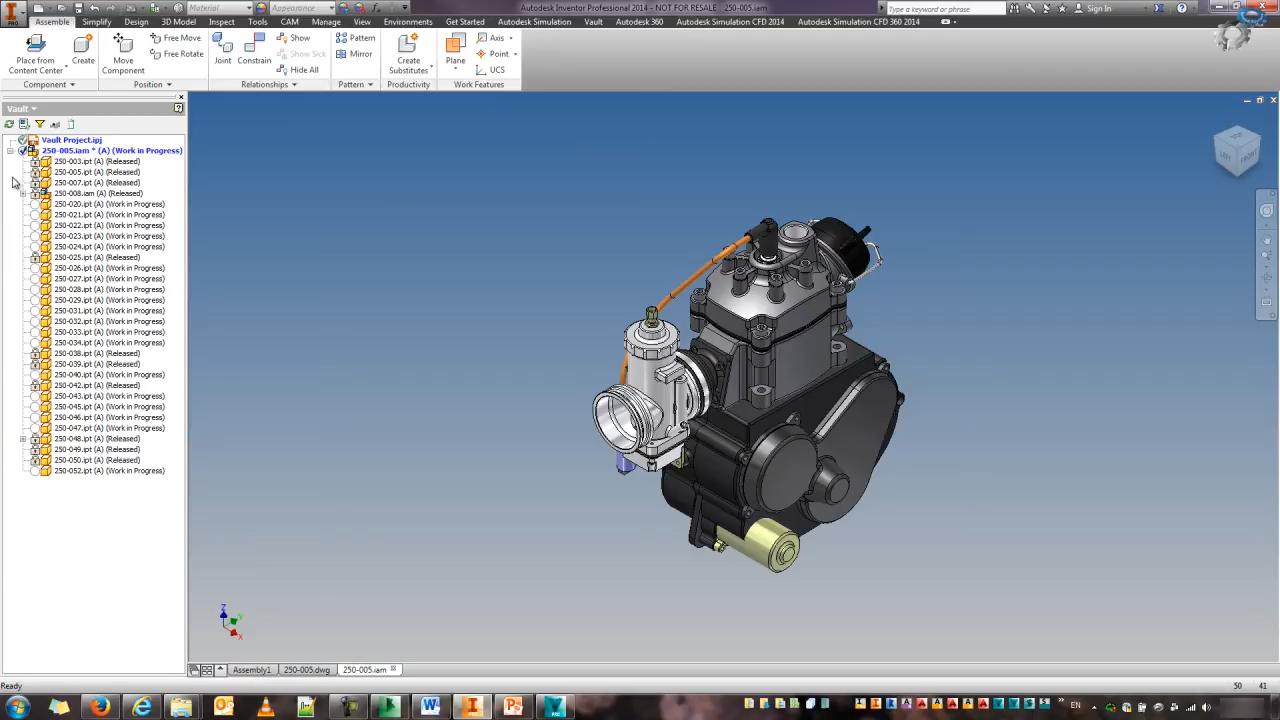 Material
Appearance
Autodesk Inventor Professional 2014 - NOT FOR RESALE 250-005.iam
Type a keyword or phrase
Sign In
PRO
Assemble Simplify Design 3D Model Inspect Tools CAM Manage View Environments Get Started Autodesk Simulation Vault Autodesk 360 Autodesk Simulation CFD 2014 Autodesk Simulation CFD 360 2014
Place from Content Center
Create
Move Component
Free Move
Free Rotate
Joint
Constrain
Show
Show Sick
Hide All
Pattern
Mirror
Create Substitutes
Plane
Axis
Point
UCS
Component Position Relationships Pattern Productivity Work Features
Vault
Vault Project.ipj
250-005.iam * (A) (Work in Progress)
250-003.ipt (A) (Released)
250-005.ipt (A) (Released)
250-007.ipt (A) (Released)
250-008.iam (A) (Released)
250-020.ipt (A) (Work in Progress)
250-021.ipt (A) (Work in Progress)
250-022.ipt (A) (Work in Progress)
250-023.ipt (A) (Work in Progress)
250-024.ipt (A) (Work in Progress)
250-025.ipt (A) (Released)
250-026.ipt (A) (Work in Progress)
250-027.ipt (A) (Work in Progress)
250-028.ipt (A) (Work in Progress)
250-029.ipt (A) (Work in Progress)
250-031.ipt (A) (Work in Progress)
250-032.ipt (A) (Work in Progress)
250-033.ipt (A) (Work in Progress)
250-034.ipt (A) (Work in Progress)
250-038.ipt (A) (Released)
250-039.ipt (A) (Released)
250-040.ipt (A) (Work in Progress)
250-042.ipt (A) (Released)
250-043.ipt (A) (Work in Progress)
250-045.ipt (A) (Work in Progress)
250-046.ipt (A) (Work in Progress)
250-047.ipt (A) (Work in Progress)
250-048.ipt (A) (Released)
250-049.ipt (A) (Released)
250-050.ipt (A) (Released)
250-052.ipt (A) (Work in Progress)
LEFT
FRONT
Z
Y
X
Assembly1 250-005.dwg 250-005.iam
Ready
50 41
EN